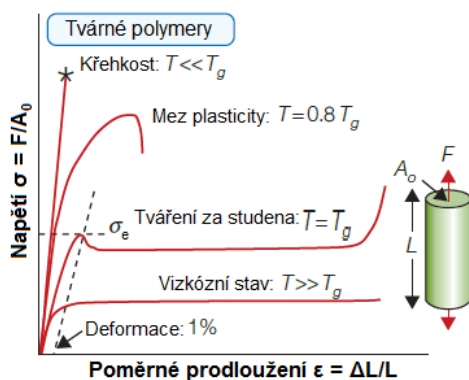 Tvárné polymery
Křehkost: T<<Tg
Mez plasticity: T=0.8 Tg
σe
Tváření za studena: T=Tg
Vizkózní stav: T>>Tg
Deformace: 1%
Napětí σ = F/A0
Poměrné prodloužení ε = ΔL/L
F
Ao
L
F